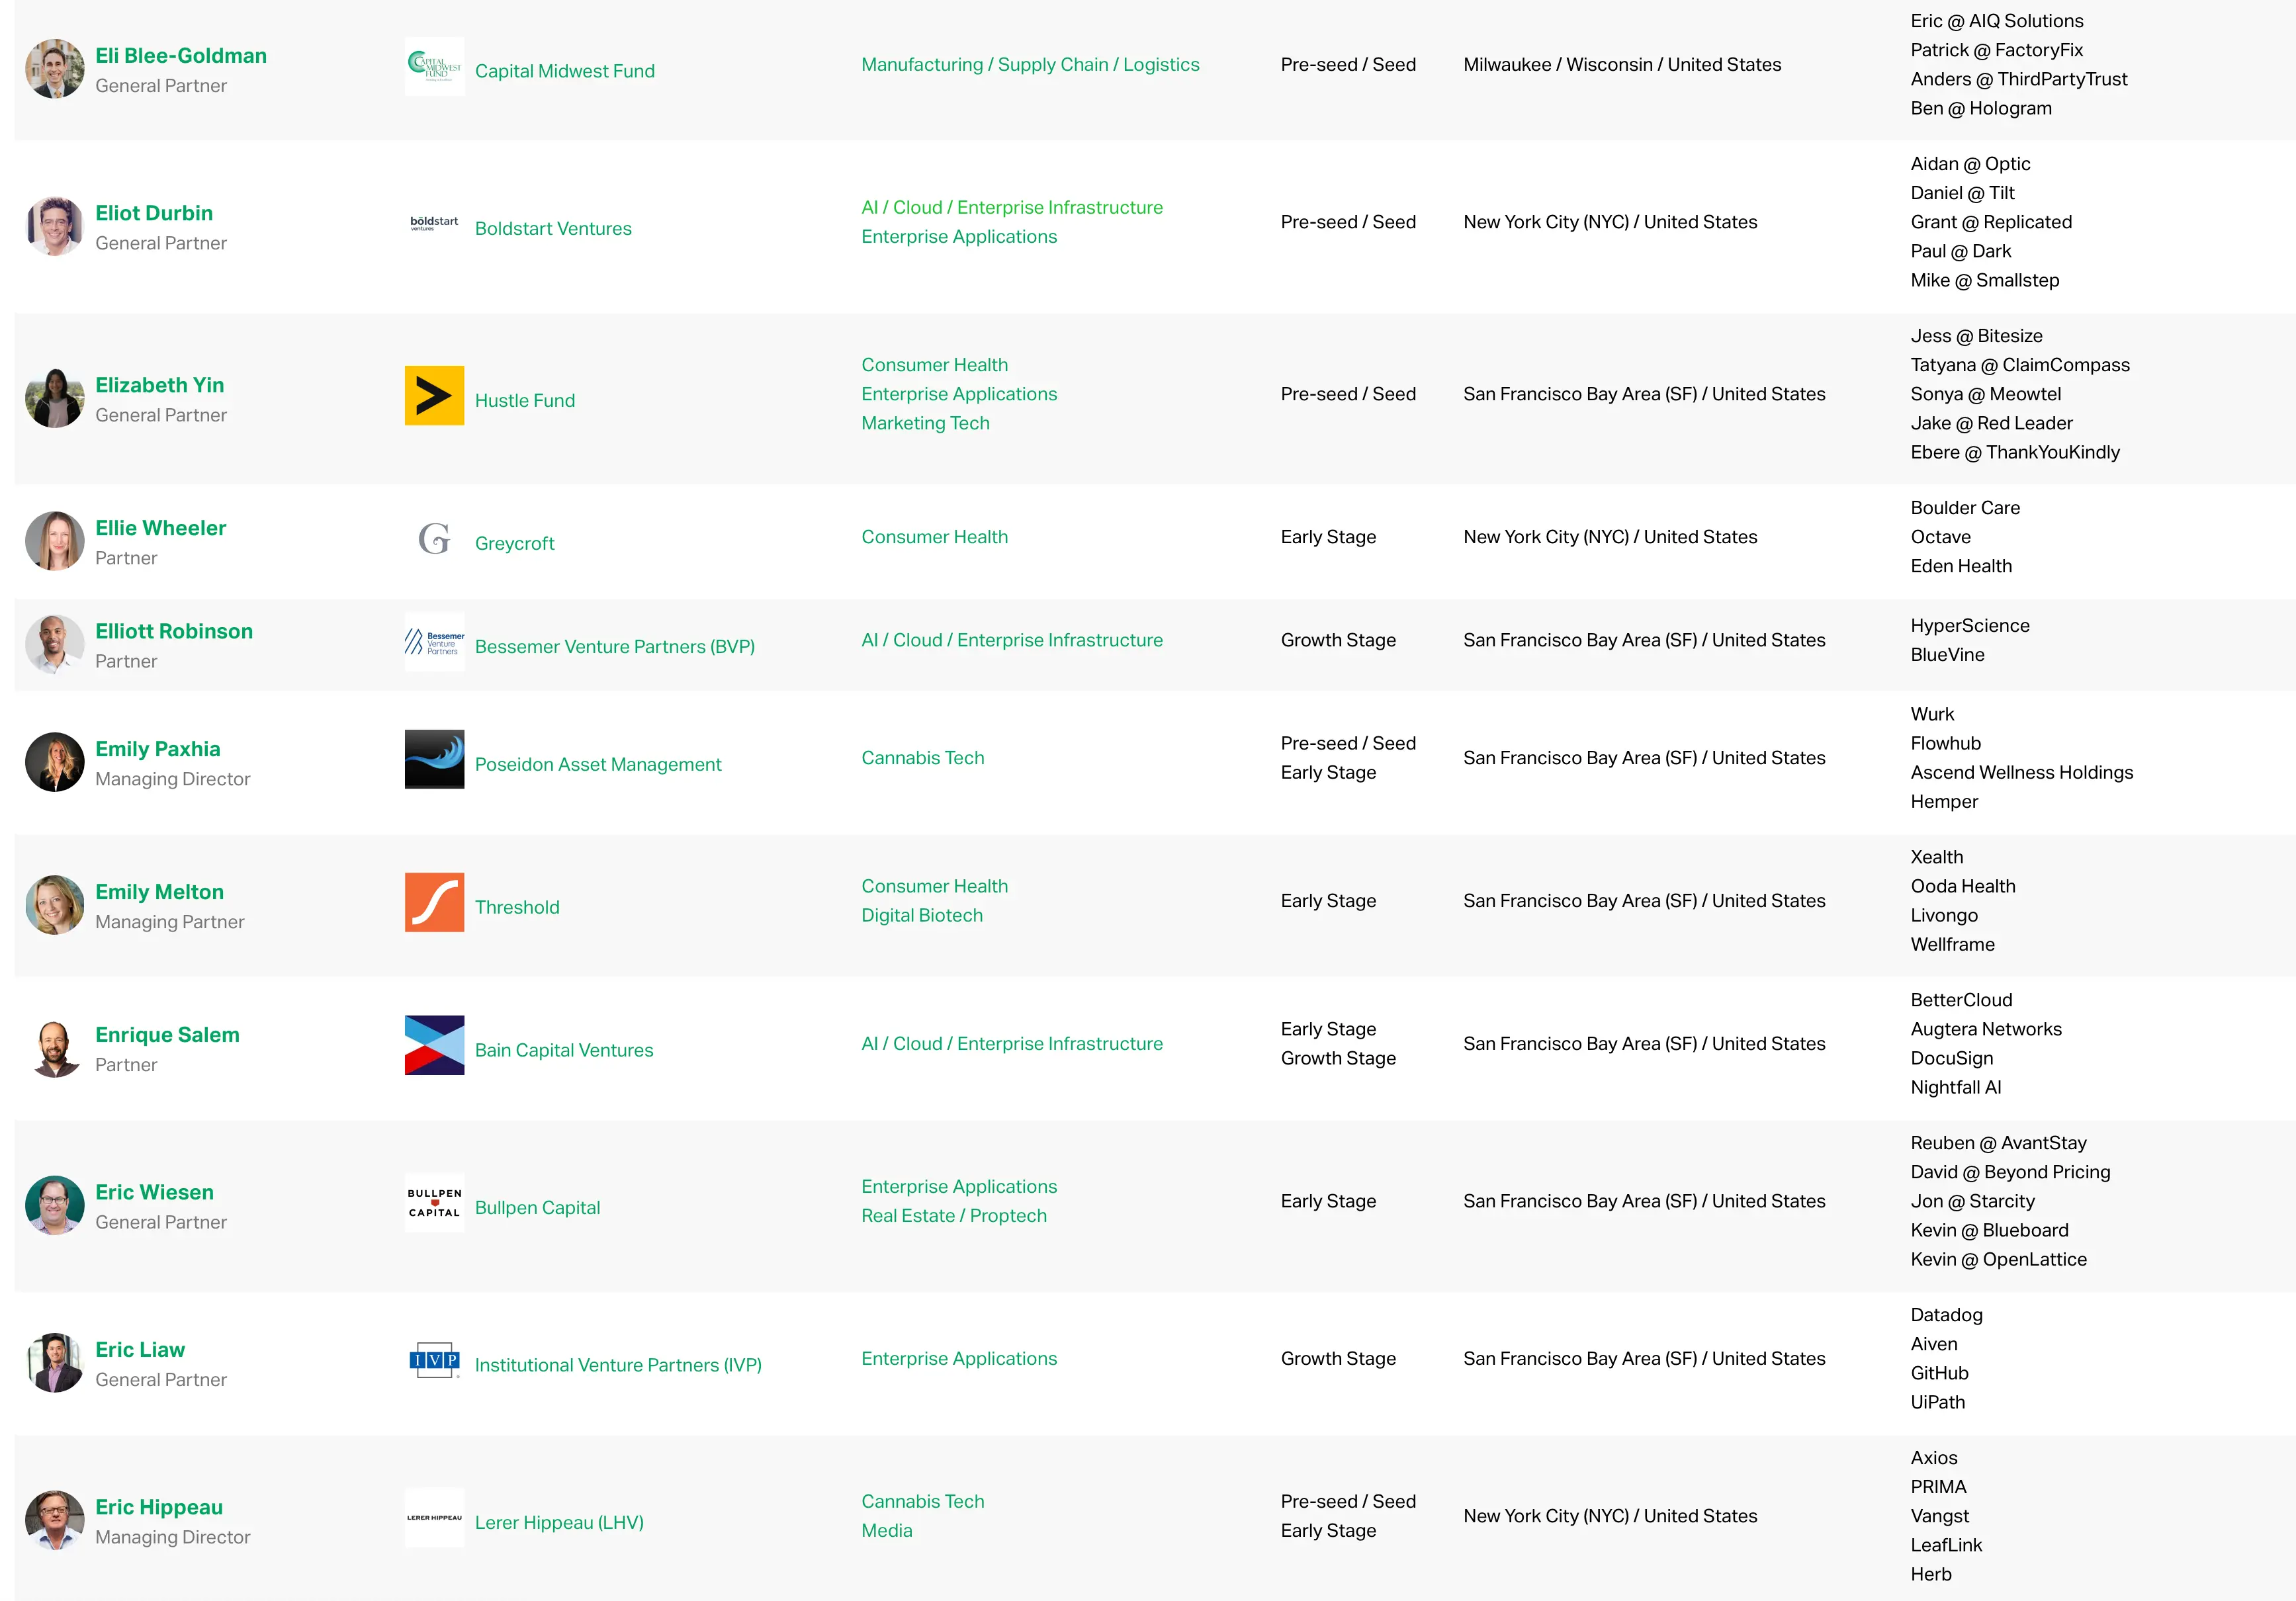 Eli Blee-Goldman
General Partner
CAPITAL
MIDWEST
FUND
Capital Midwest Fund
Manufacturing / Supply Chain / Logistics
Pre-seed / Seed
Milwaukee / Wisconsin / United States
Eric @ AIQ Solutions
Patrick @ FactoryFix
Anders @ ThirdPartyTrust
Ben @ Hologram
Eliot Durbin
General Partner
böldstart
ventures
Boldstart Ventures
AI / Cloud / Enterprise Infrastructure
Enterprise Applications
Pre-seed / Seed
New York City (NYC) / United States
Aidan @ Optic
Daniel @ Tilt
Grant @ Replicated
Paul @ Dark
Mike @ Smallstep
Elizabeth Yin
General Partner
Hustle Fund
Consumer Health
Enterprise Applications
Marketing Tech
Pre-seed / Seed
San Francisco Bay Area (SF) / United States
Jess @ Bitesize
Tatyana @ ClaimCompass
Sonya @ Meowtel
Jake @ Red Leader
Ebere @ ThankYouKindly
Ellie Wheeler
Partner
G
Greycroft
Consumer Health
Early Stage
New York City (NYC) / United States
Boulder Care
Octave
Eden Health
Elliott Robinson
Partner
Bessemer
Venture
Partners
Bessemer Venture Partners (BVP)
AI / Cloud / Enterprise Infrastructure
Growth Stage
San Francisco Bay Area (SF) / United States
HyperScience
BlueVine
Emily Paxhia
Managing Director
Poseidon Asset Management
Cannabis Tech
Pre-seed / Seed
Early Stage
San Francisco Bay Area (SF) / United States
Wurk
Flowhub
Ascend Wellness Holdings
Hemper
Emily Melton
Managing Partner
Threshold
Consumer Health
Digital Biotech
Early Stage
San Francisco Bay Area (SF) / United States
Xealth
Ooda Health
Livongo
Wellframe
Enrique Salem
Partner
Bain Capital Ventures
AI / Cloud / Enterprise Infrastructure
Early Stage
Growth Stage
San Francisco Bay Area (SF) / United States
BetterCloud
Augtera Networks
DocuSign
Nightfall AI
Eric Wiesen
General Partner
BULLPEN
CAPITAL
Bullpen Capital
Enterprise Applications
Real Estate / Proptech
Early Stage
San Francisco Bay Area (SF) / United States
Reuben @ AvantStay
David @ Beyond Pricing
Jon @ Starcity
Kevin @ Blueboard
Kevin @ OpenLattice
Eric Liaw
General Partner
IVP
Institutional Venture Partners (IVP)
Enterprise Applications
Growth Stage
San Francisco Bay Area (SF) / United States
Datadog
Aiven
GitHub
UiPath
Eric Hippeau
Managing Director
LERER HIPPEAU
Lerer Hippeau (LHV)
Cannabis Tech
Media
Pre-seed / Seed
Early Stage
New York City (NYC) / United States
Axios
PRIMA
Vangst
LeafLink
Herb